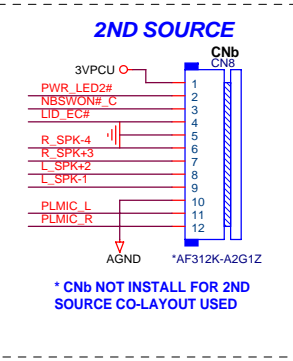 2ND SOURCE
CNb
CN8
3VPCU
1
PWR_LED2#
2
NBSWON#_C
3
LID_EC#
4
5
R_SPK-4
6
R_SPK+3
7
L_SPK+2
8
L_SPK-1
9
10
PLMIC_L
11
PLMIC_R
12
AGND
*AF312K-A2G1Z
* CNb NOT INSTALL FOR 2ND
SOURCE CO-LAYOUT USED